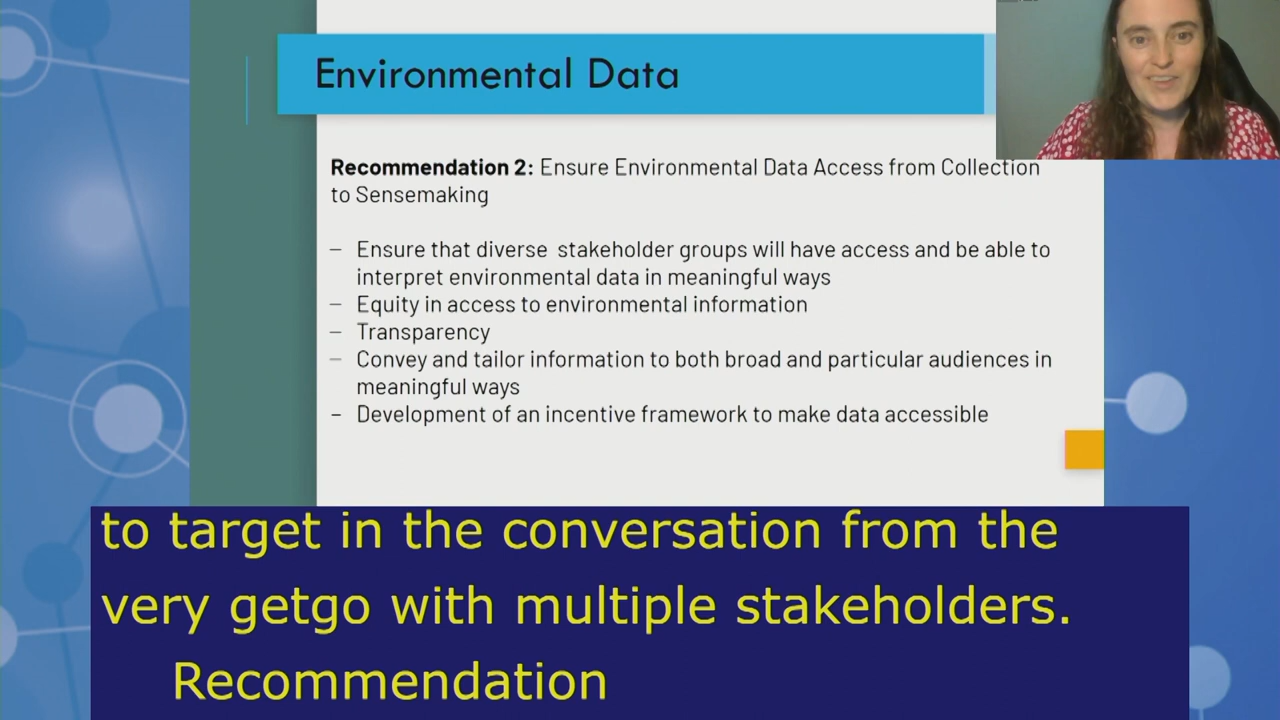 Environmental Data
Recommendation 2: Ensure Environmental Data Access from Collection
to Sensemaking
– Ensure that diverse stakeholder groups will have access and be able to
interpret environmental data in meaningful ways
– Equity in access to environmental information
– Transparency
– Convey and tailor information to both broad and particular audiences in
meaningful ways
– Development of an incentive framework to make data accessible
to target in the conversation from the
very getgo with multiple stakeholders.
Recommendation